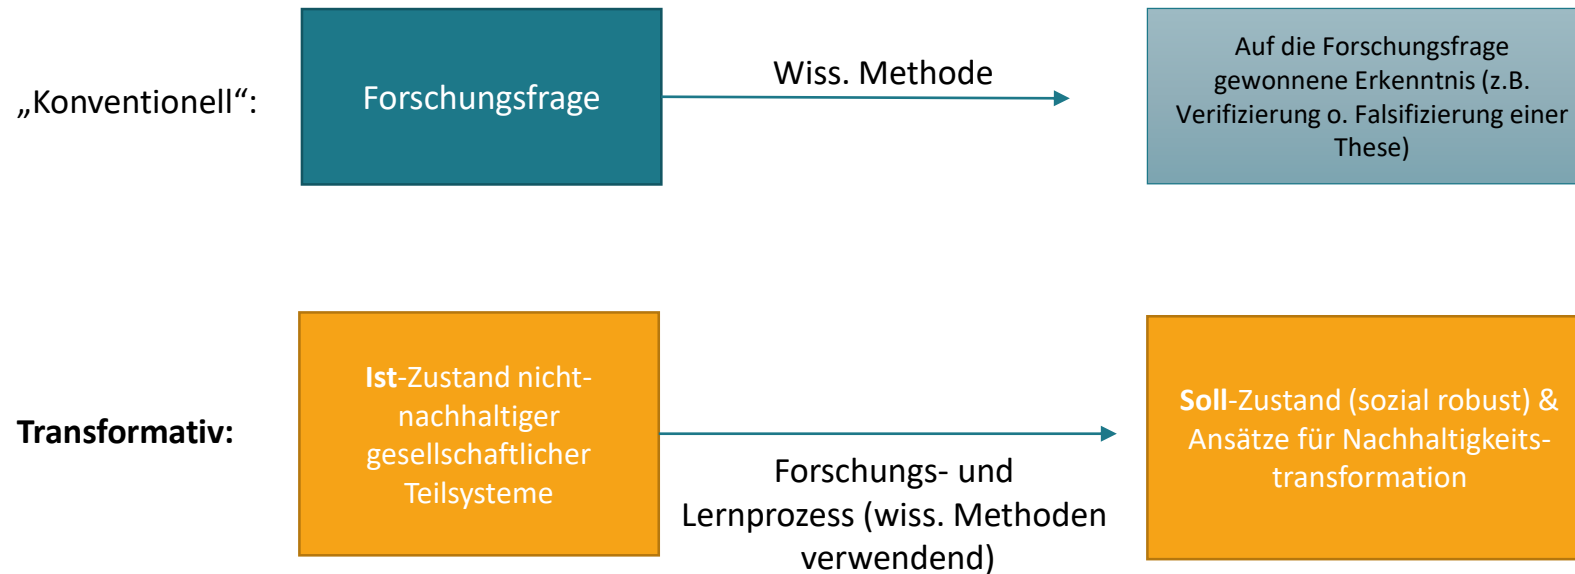 „Konventionell“:
Forschungsfrage
Wiss. Methode
Auf die Forschungsfrage
gewonnene Erkenntnis (z.B.
Verifizierung o. Falsifizierung einer
These)
Transformativ:
Ist-Zustand nicht-
nachhaltiger
gesellschaftlicher
Teilsysteme
Forschungs- und
Lernprozess (wiss. Methoden
verwendend)
Soll-Zustand (sozial robust) &
Ansätze für Nachhaltigkeits-
transformation